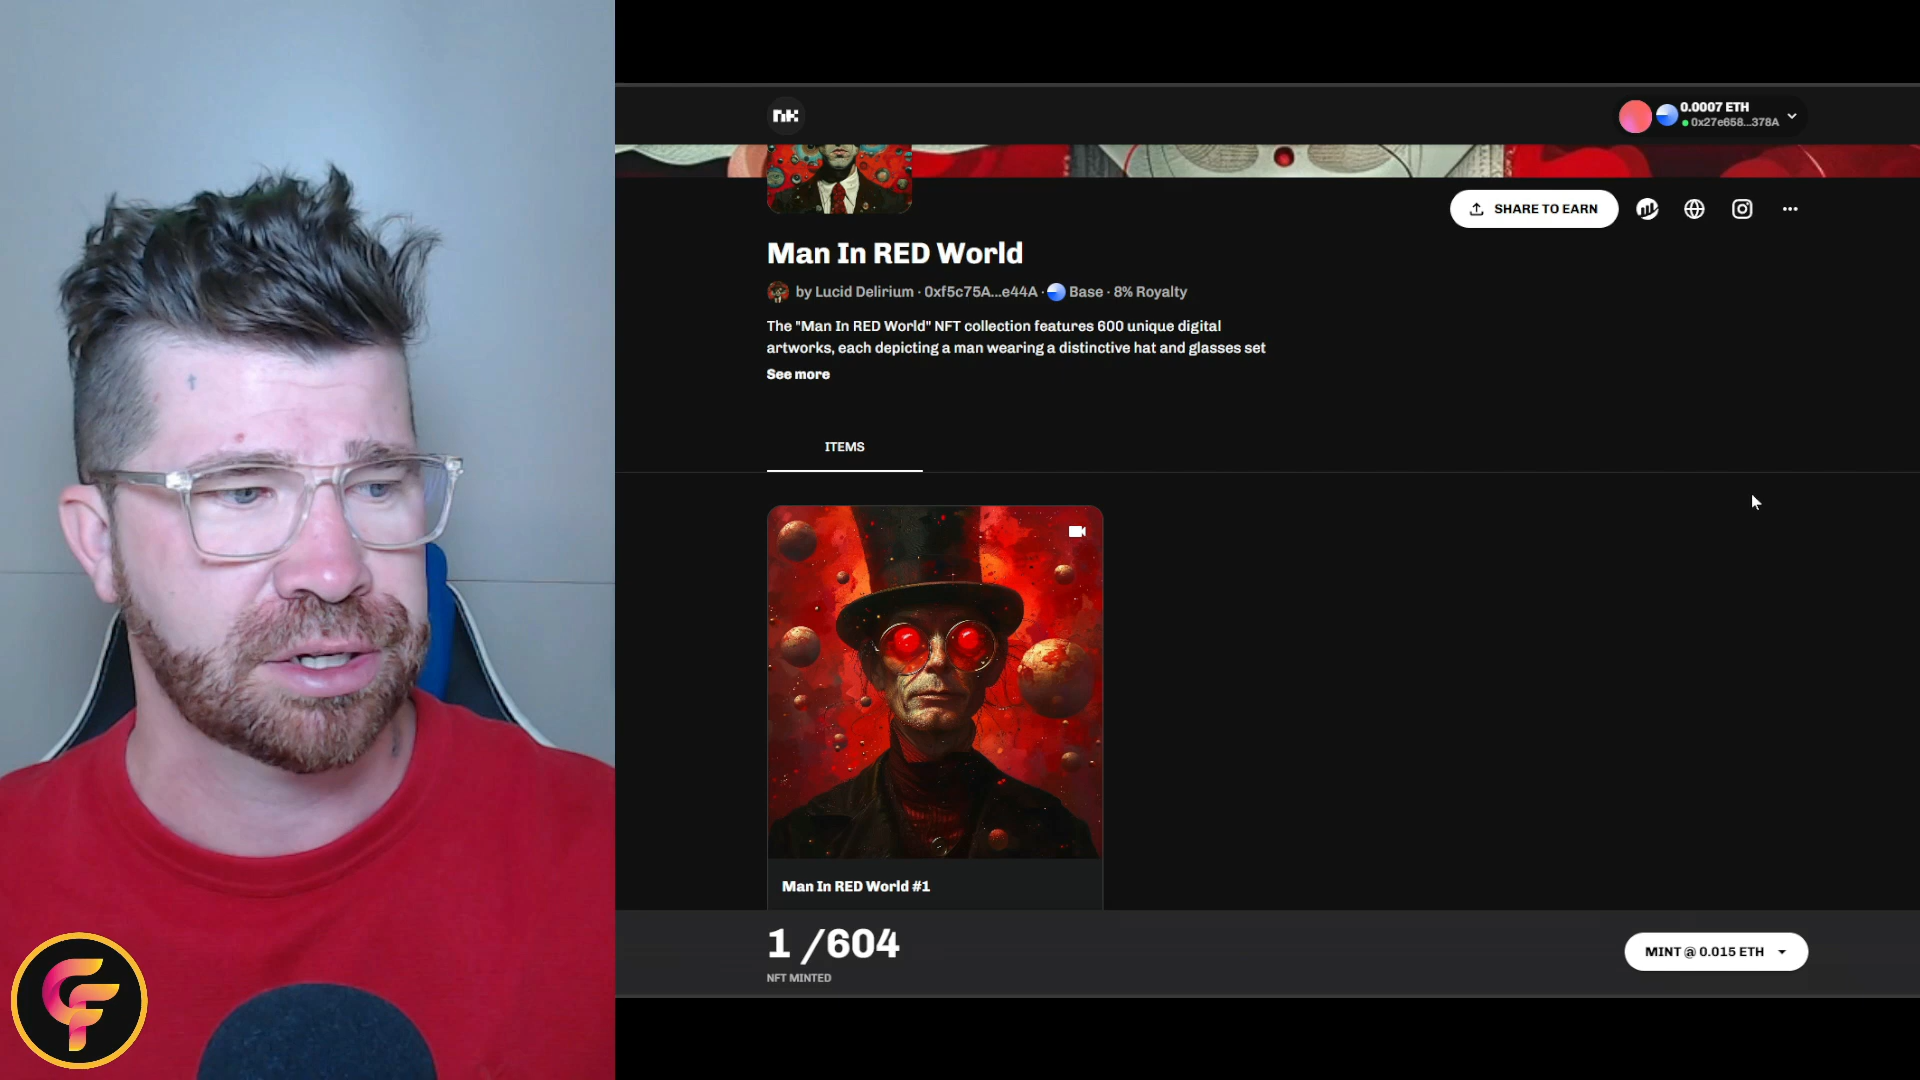 nK
0.0007 ETH
0x27e658...378A
SHARE TO EARN
Man In RED World
by Lucid Delirium · 0xf5c75A...e44A · Base · 8% Royalty
The "Man In RED World" NFT collection features 600 unique digital
artworks, each depicting a man wearing a distinctive hat and glasses set
See more
ITEMS
Man In RED World #1
1 /604
NFT MINTED
MINT @ 0.015 ETH